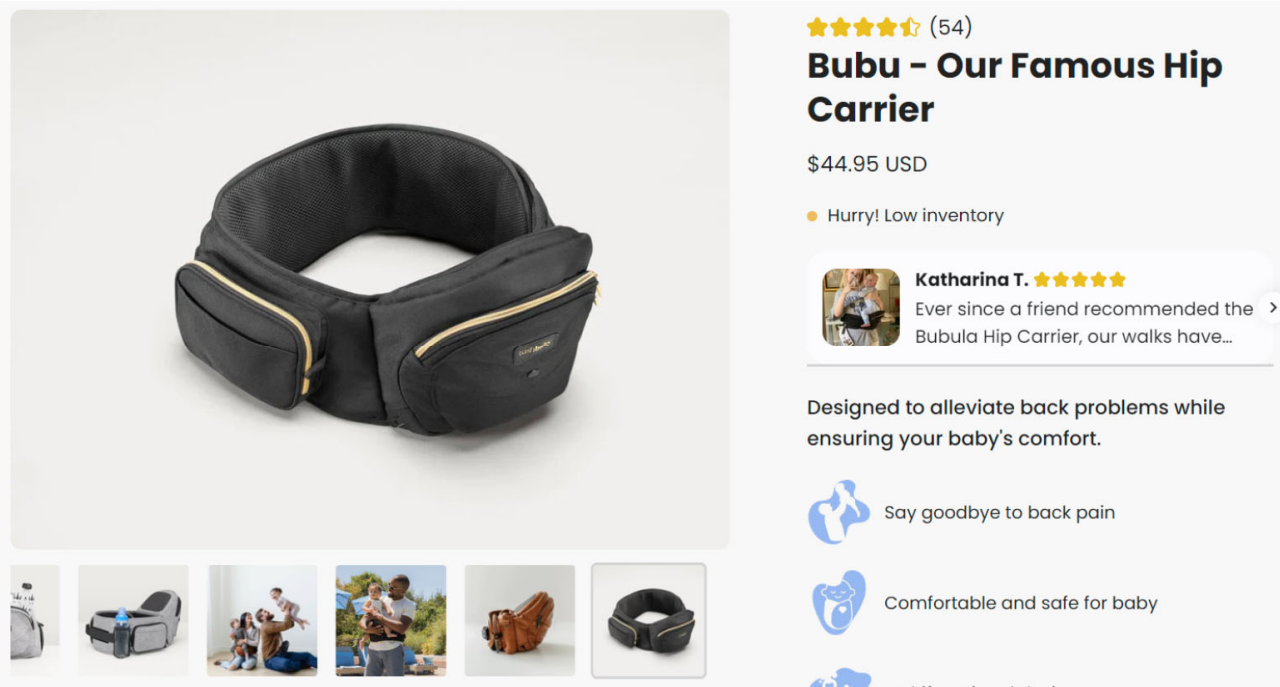 (54)
Bubu - Our Famous Hip
Carrier
$44.95 USD
Hurry! Low inventory
Katharina T.
Ever since a friend recommended the
Bubula Hip Carrier, our walks have...
Designed to alleviate back problems while
ensuring your baby's comfort.
Say goodbye to back pain
Comfortable and safe for baby